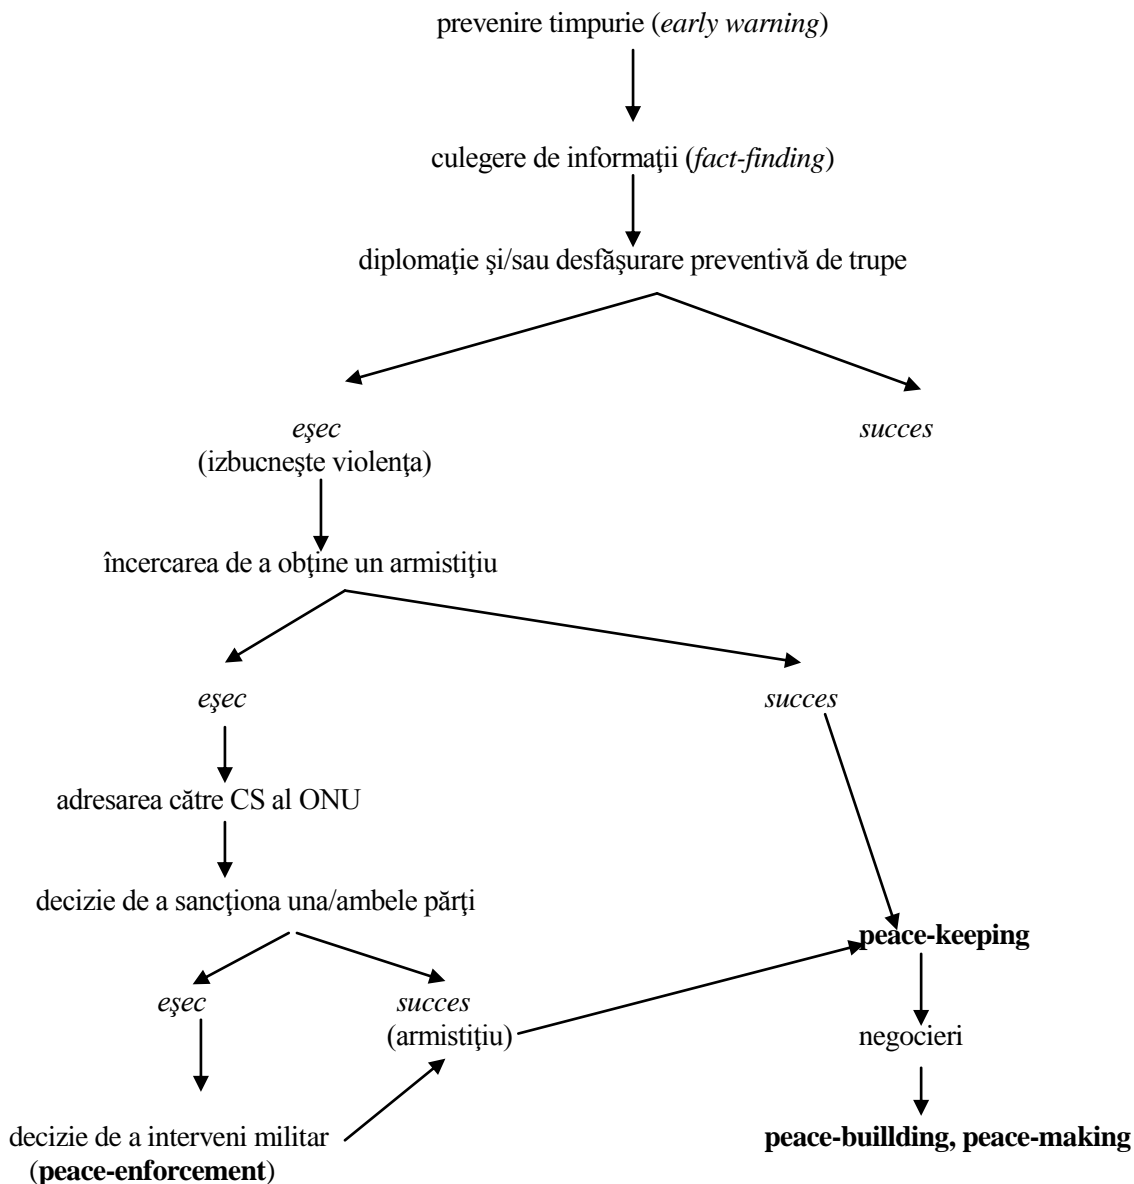 prevenire timpurie (early warning)
culegere de informaţii (fact-finding)
diplomaţie şi/sau desfăşurare preventivă de trupe
eşec
succes
(izbucneşte violenţa)
încercarea de a obţine un armistiţiu
eşec
succes
adresarea către CS al ONU
decizie de a sancţiona una/ambele părţi
peace-keeping
eşec
succes
(armistiţiu)
negocieri
decizie de a interveni militar
(peace-enforcement)
peace-buillding, peace-making